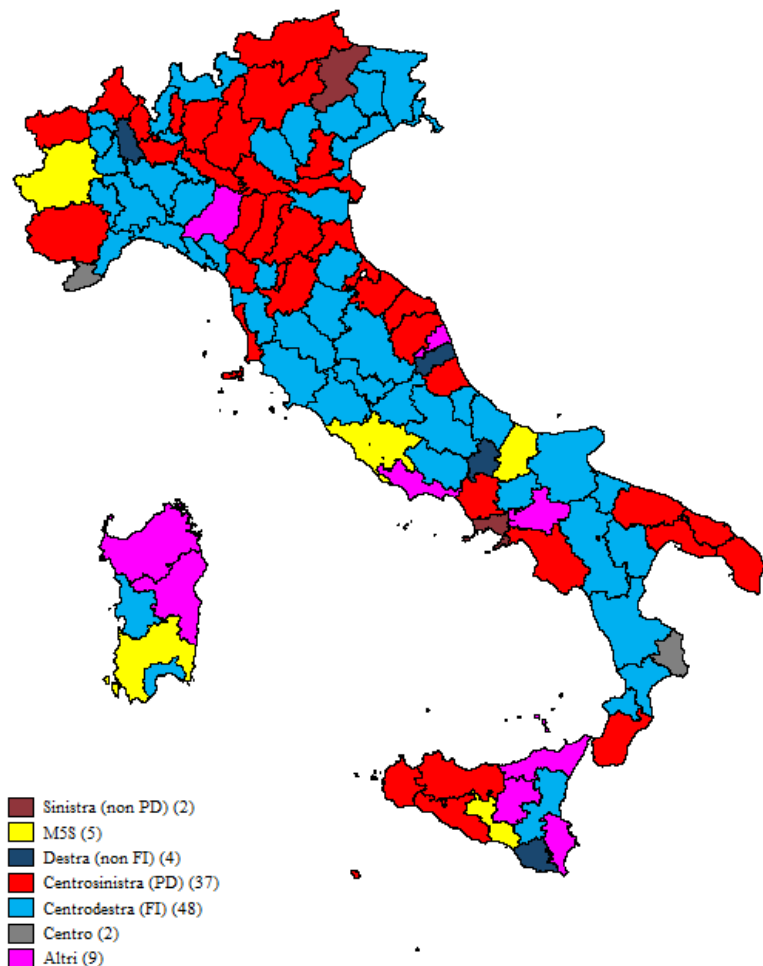 Sinistra (non PD) (2)
M5S (5)
Destra (non FI) (4)
Centrosinistra (PD) (37)
Centrodestra (FI) (48)
Centro (2)
Altri (9)